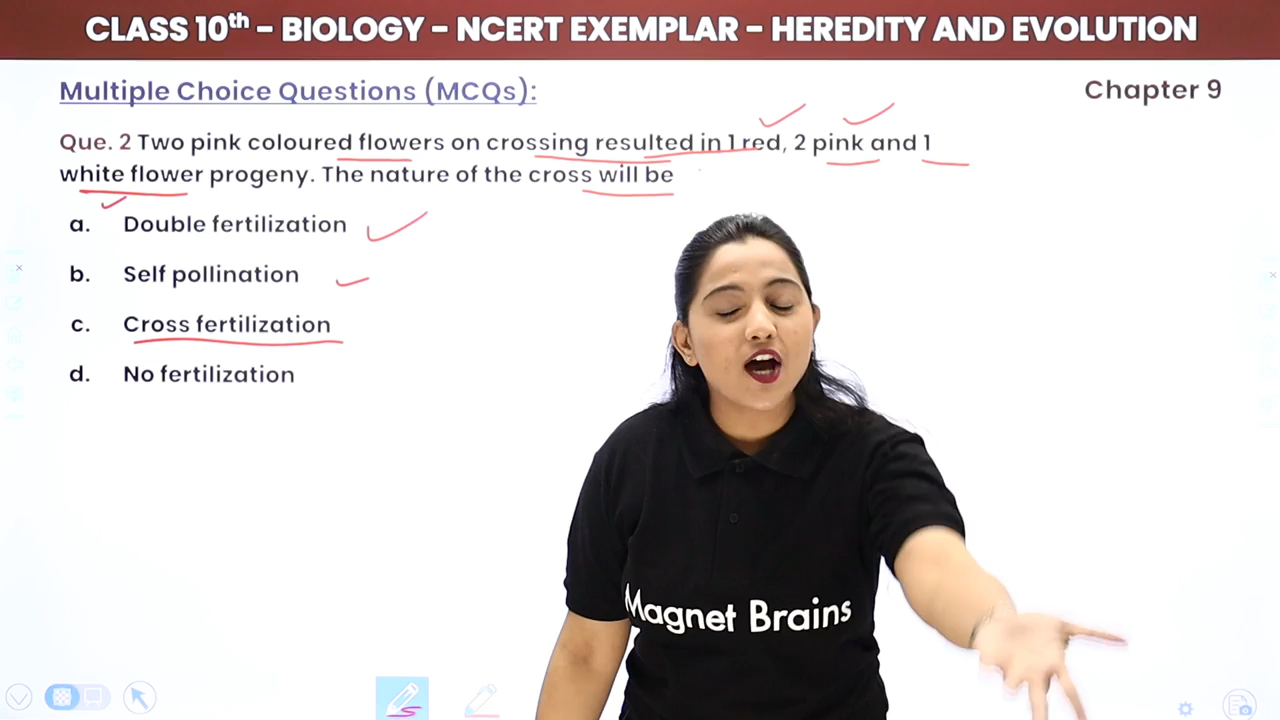 CLASS 10th – BIOLOGY – NCERT EXEMPLAR – HEREDITY AND EVOLUTION
Multiple Choice Questions (MCQs):
Chapter 9
Que. 2 Two pink coloured flowers on crossing resulted in 1 red, 2 pink and 1
white flower progeny. The nature of the cross will be
a. Double fertilization
b. Self pollination
c. Cross fertilization
d. No fertilization
Magnet Brains